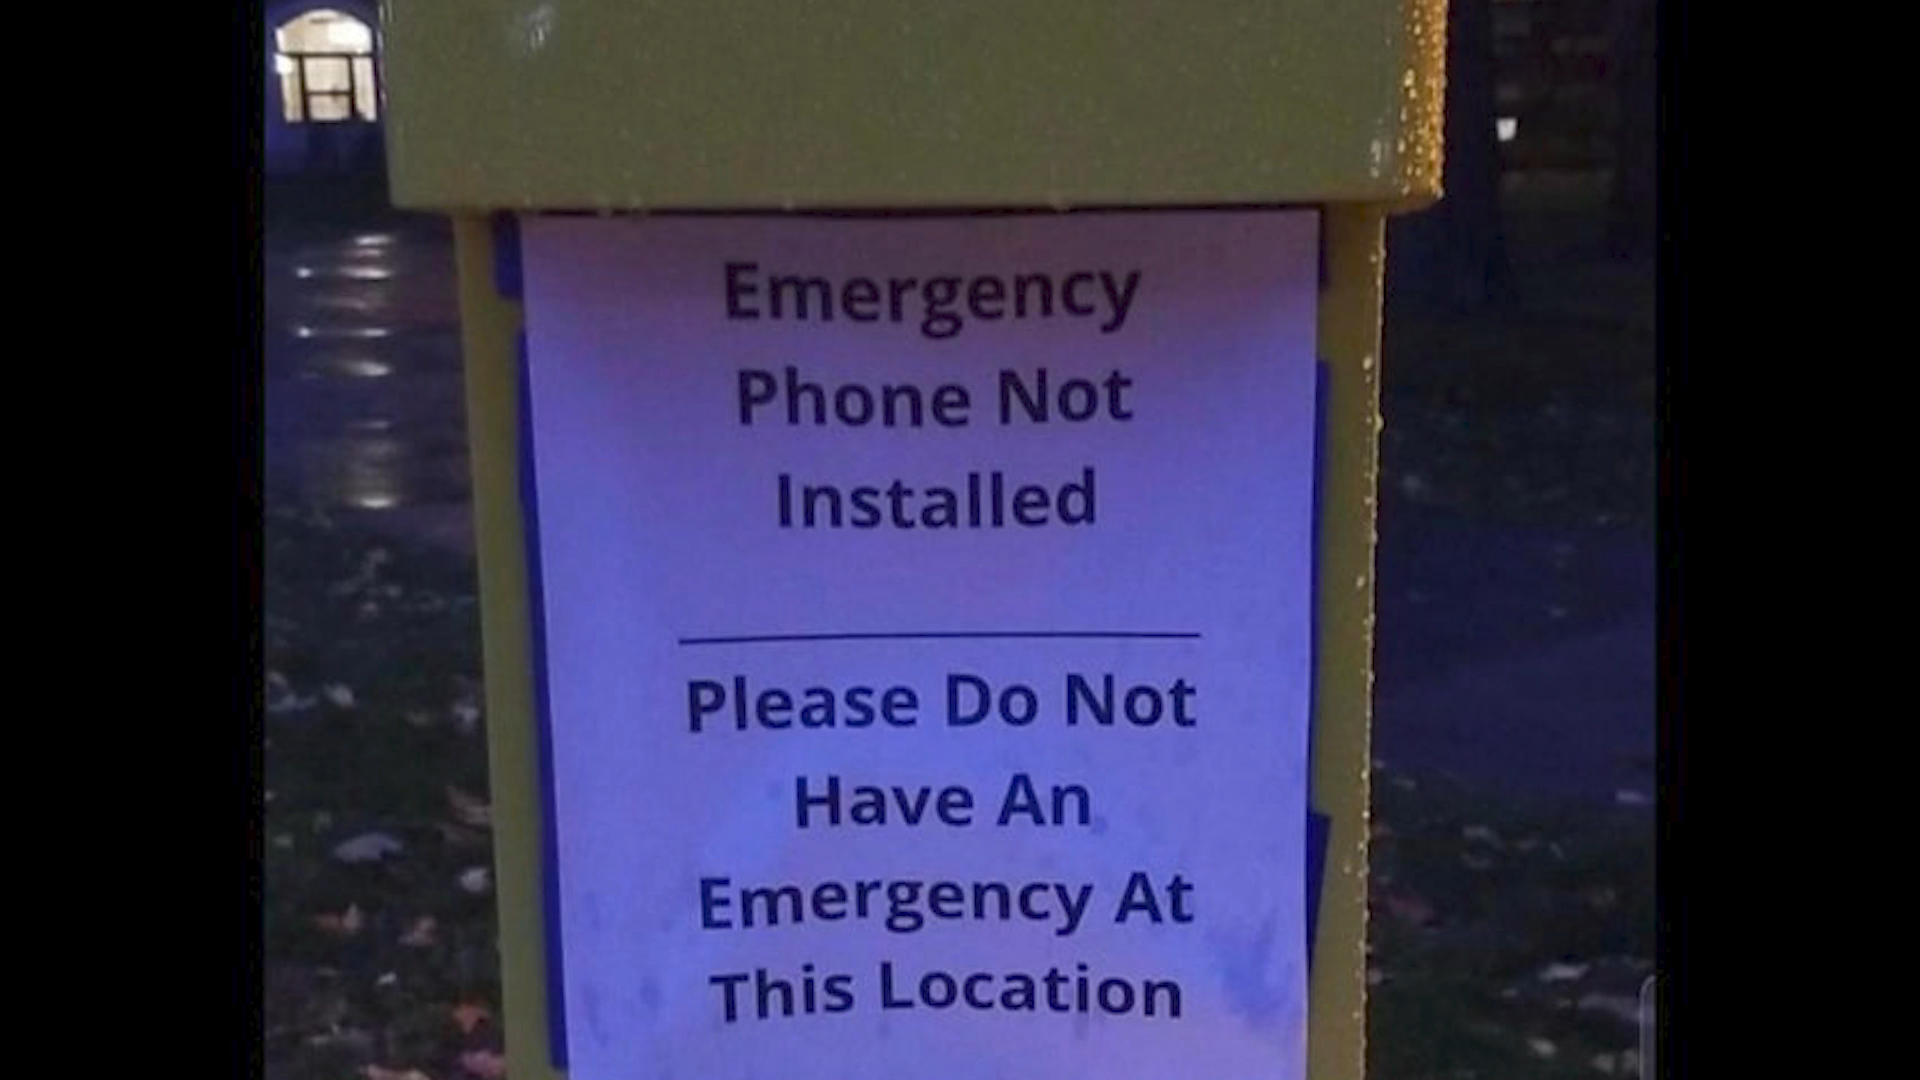 Emergency
Phone Not
Installed
Please Do Not
Have An
Emergency At
This Location